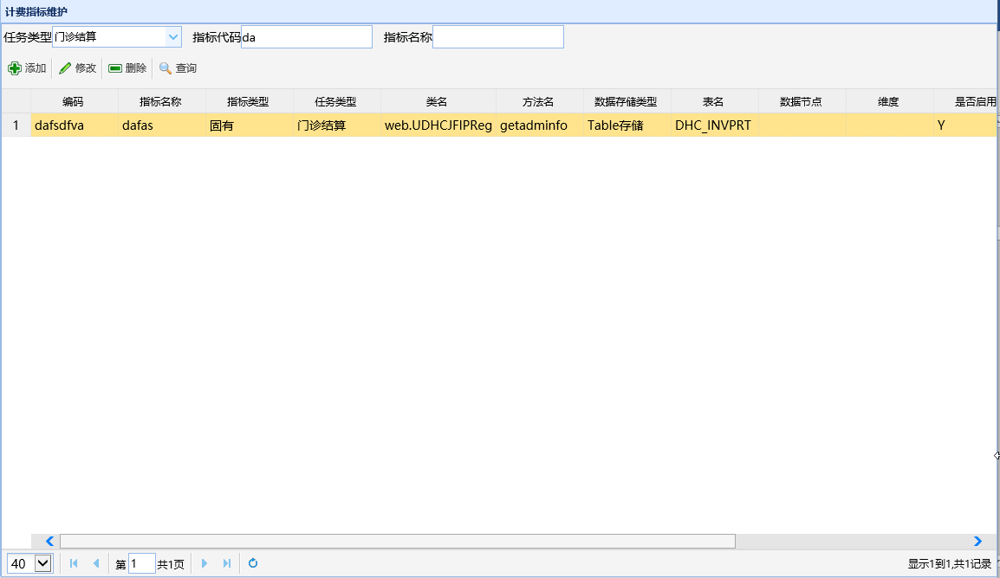 计费指标维护
任务类型 门诊结算 指标代码 da 指标名称
添加 修改 删除 查询
编码 指标名称 指标类型 任务类型 类名 方法名 数据存储类型 表名 数据节点 维度 是否启用
1 dafsdfva dafas 固有 门诊结算 web.UDHCJFIPReg getadminfo Table存储 DHC_INVPRT Y
40 第 1 共1页 显示1到1,共1记录